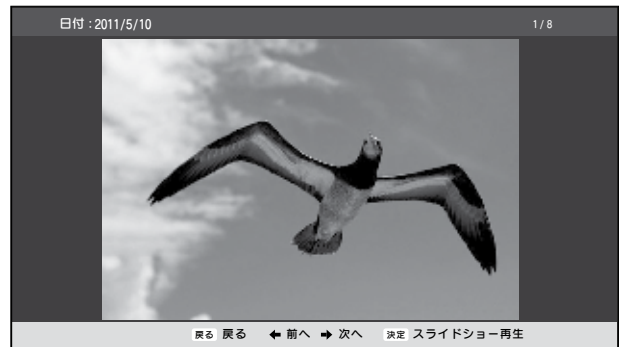 日付：2011/5/10 1/8
戻る 戻る ← 前へ → 次へ 決定 スライドショー再生